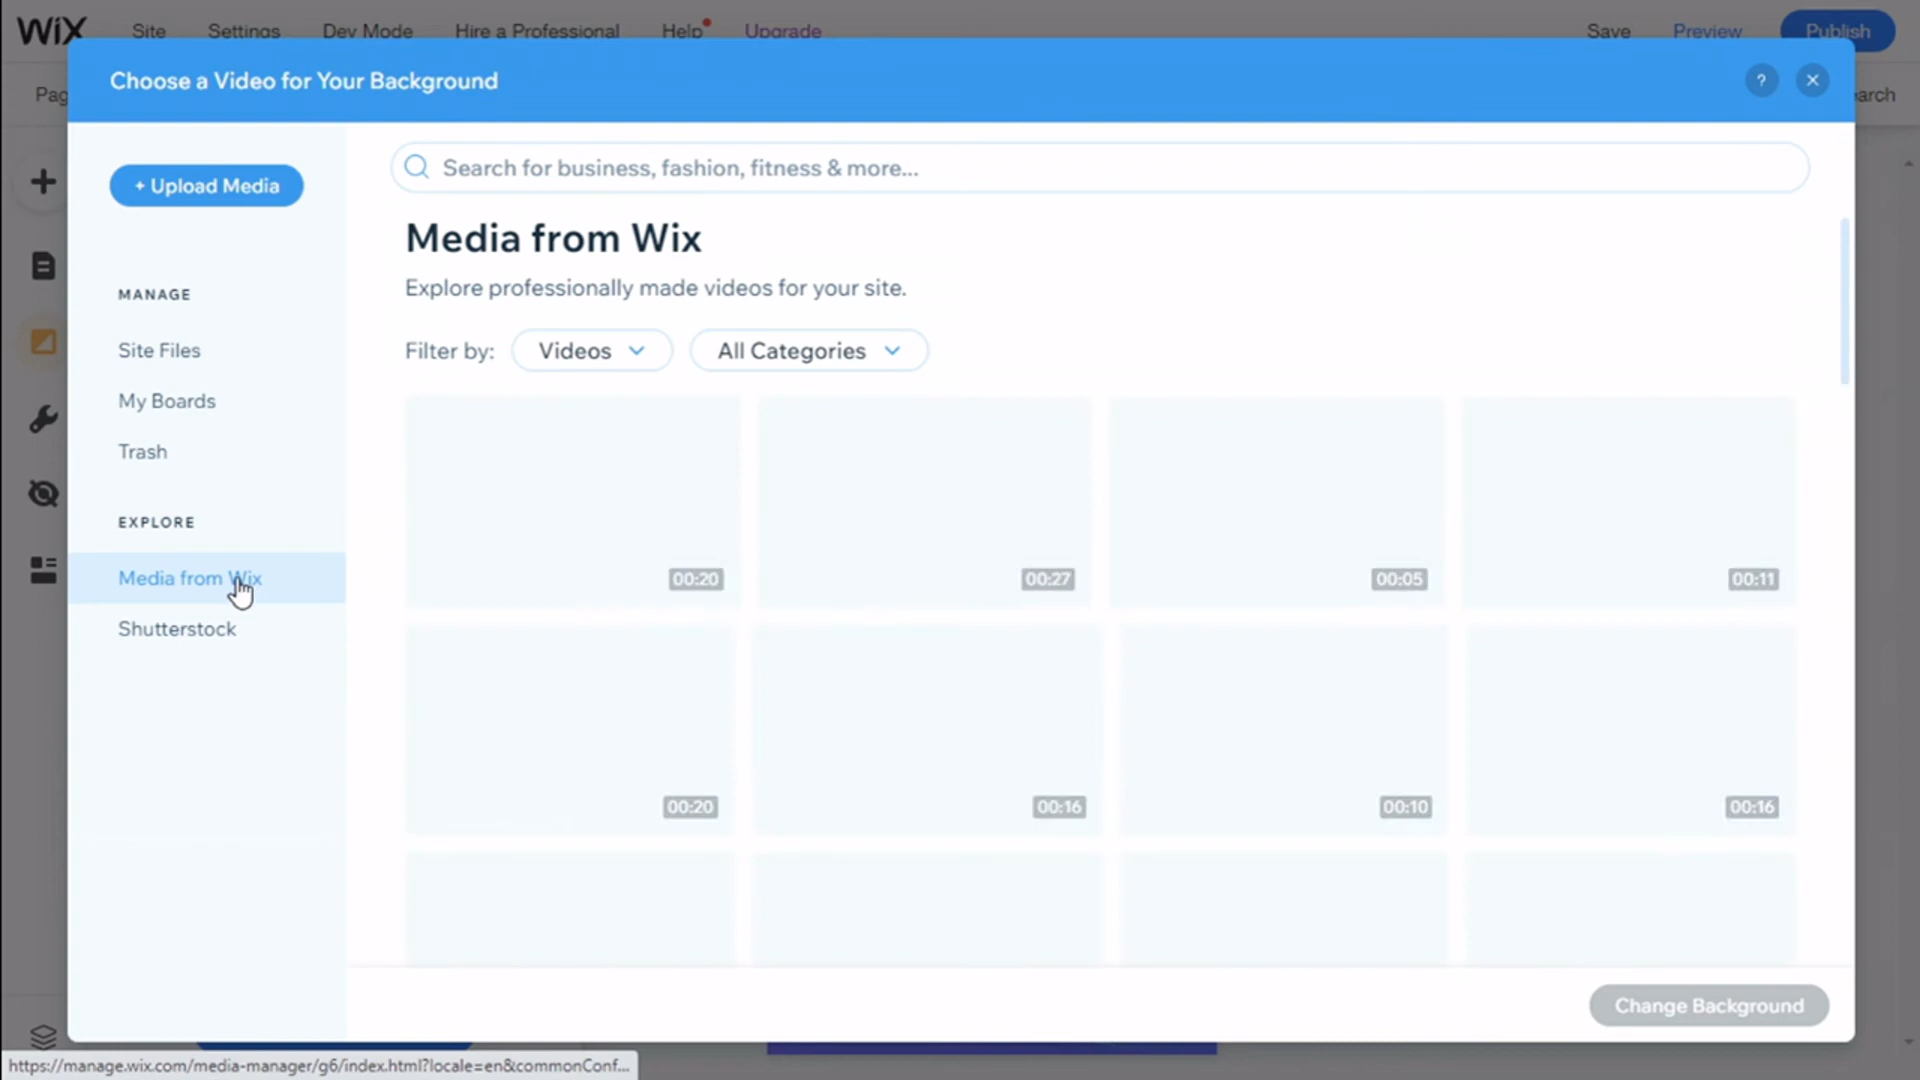 WiX Site Settings Dev Mode Hire a Professional Help Upgrade Save Preview Publish
Pag
arch
Choose a Video for Your Background
?
+ Upload Media
MANAGE
Site Files
My Boards
Trash
EXPLORE
Media from Wix
Shutterstock
Search for business, fashion, fitness & more...
Media from Wix
Explore professionally made videos for your site.
Filter by: Videos All Categories
00:20 00:27 00:05 00:11
00:20 00:16 00:10 00:16
Change Background
https://manage.wix.com/media-manager/g6/index.html?locale=en&commonConf...